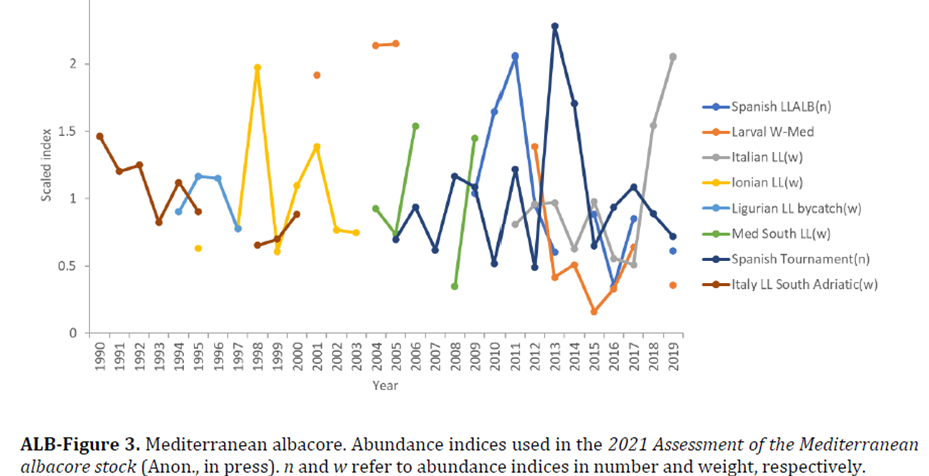 2
1.5
1
0.5
0
Scaled index
1990 1991 1992 1993 1994 1995 1996 1997 1998 1999 2000 2001 2002 2003 2004 2005 2006 2007 2008 2009 2010 2011 2012 2013 2014 2015 2016 2017 2018 2019
Year
Spanish LLALB(n)
Larval W-Med
Italian LL(w)
Ionian LL(w)
Ligurian LL bycatch(w)
Med South LL(w)
Spanish Tournament(n)
Italy LL South Adriatic(w)
ALB-Figure 3. Mediterranean albacore. Abundance indices used in the 2021 Assessment of the Mediterranean
albacore stock (Anon., in press). n and w refer to abundance indices in number and weight, respectively.